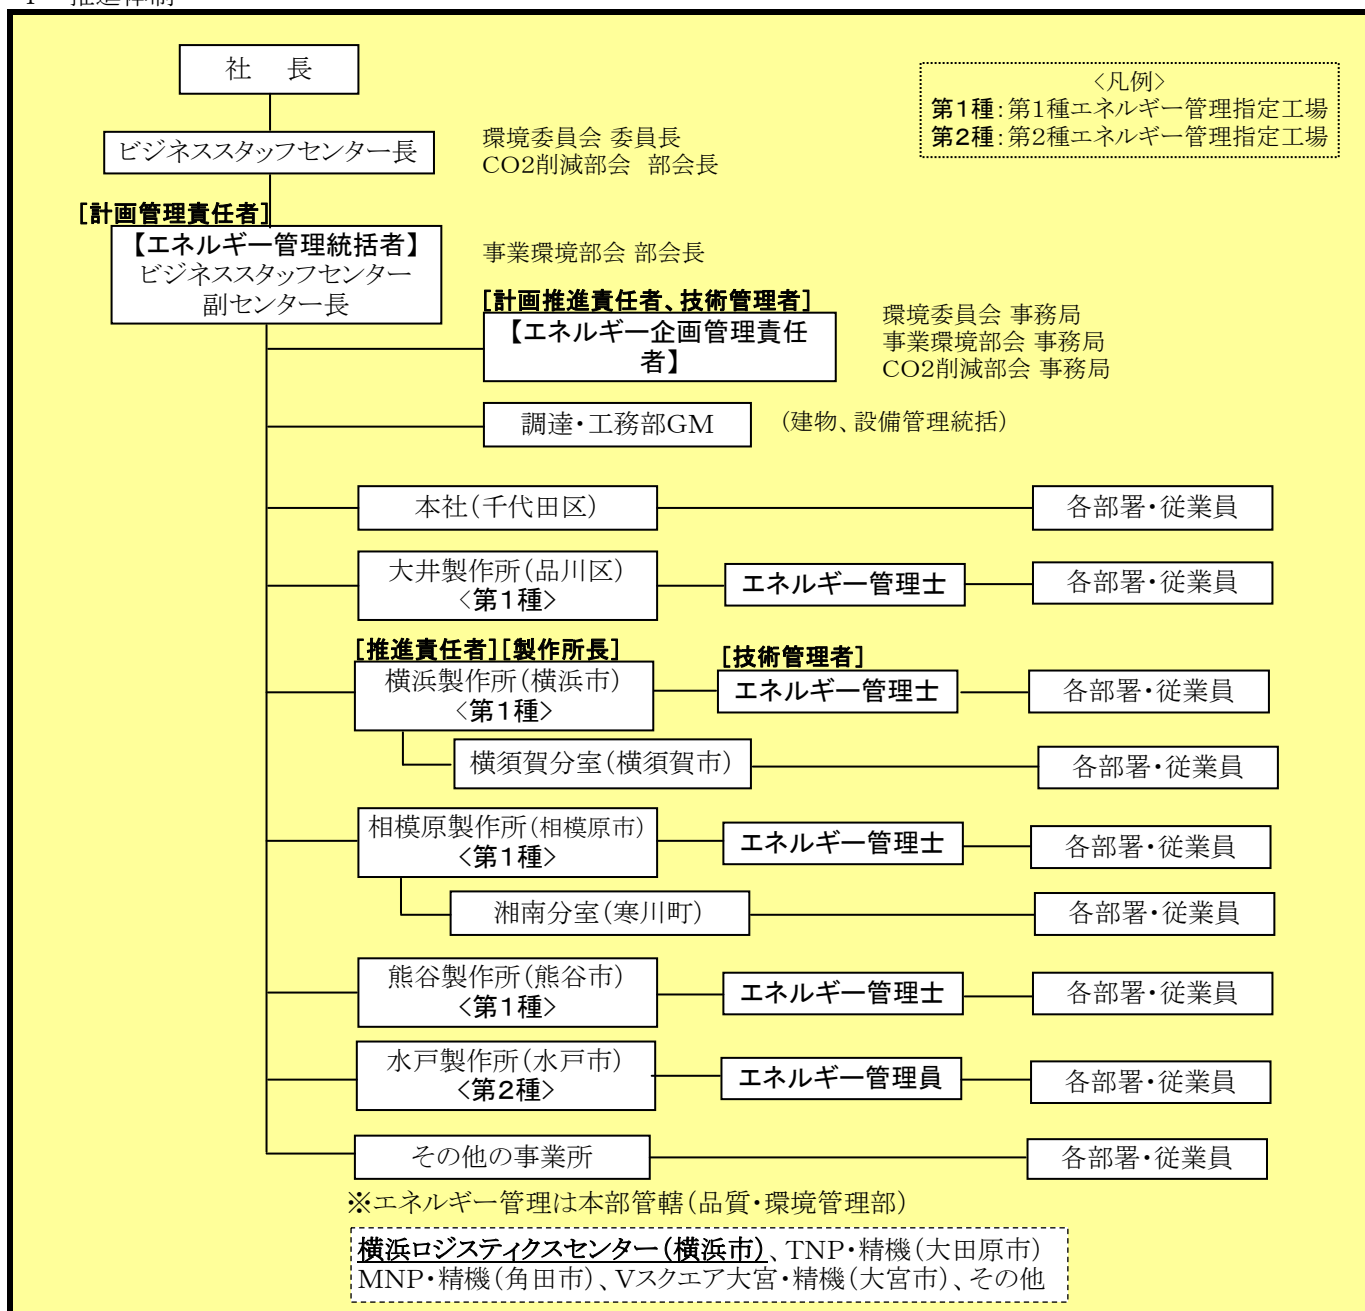 社　長
〈凡例〉
第1種：第1種エネルギー管理指定工場
第2種：第2種エネルギー管理指定工場
ビジネススタッフセンター長
環境委員会 委員長
CO2削減部会　部会長
[計画管理責任者]
【エネルギー管理統括者】
ビジネススタッフセンター
副センター長
事業環境部会 部会長
[計画推進責任者、技術管理者]
【エネルギー企画管理責任
者】
環境委員会 事務局
事業環境部会 事務局
CO2削減部会 事務局
調達・工務部GM
（建物、設備管理統括）
本社（千代田区）
各部署・従業員
大井製作所（品川区）
〈第1種〉
エネルギー管理士
各部署・従業員
[推進責任者][製作所長]
[技術管理者]
横浜製作所（横浜市）
〈第1種〉
エネルギー管理士
各部署・従業員
横須賀分室（横須賀市）
各部署・従業員
相模原製作所（相模原市）
〈第1種〉
エネルギー管理士
各部署・従業員
湘南分室（寒川町）
各部署・従業員
熊谷製作所（熊谷市）
〈第1種〉
エネルギー管理士
各部署・従業員
水戸製作所（水戸市）
〈第2種〉
エネルギー管理員
各部署・従業員
その他の事業所
各部署・従業員
※エネルギー管理は本部管轄（品質・環境管理部）
横浜ロジスティクスセンター（横浜市）、TNP・精機（大田原市）
MNP・精機（角田市）、Vスクエア大宮・精機（大宮市）、その他